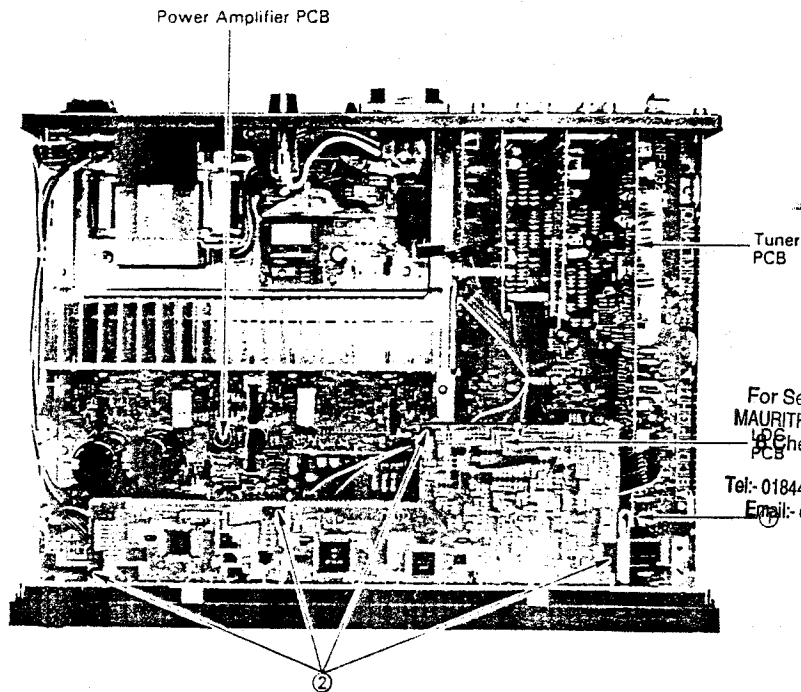 Power Amplifier PCB
Tuner
PCB
For Se
MAURITR
PCB
Tel:- 01844
Email:-
①
②